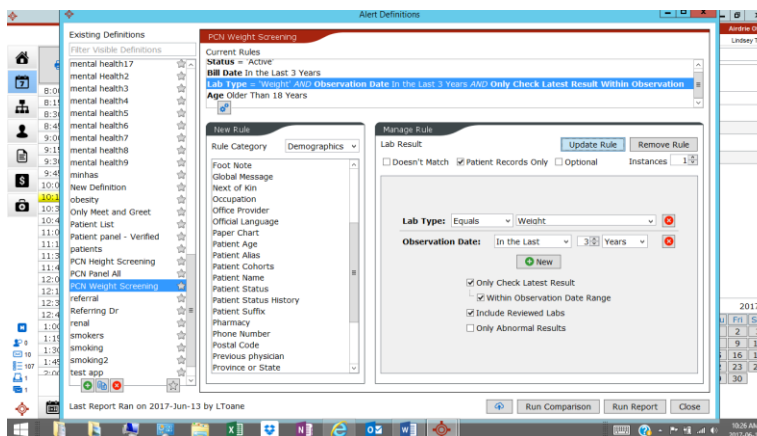 Alert Definitions
Airdrie
Lindsey T
Existing Definitions
Filter Visible Definitions
mental health17
mental Health2
mental health3
mental health4
mental health5
mental health6
mental health7
mental health8
mental health9
minhas
New Definition
obesity
Only Meet and Greet
Patient List
Patient panel - Verified
patients
PCN Height Screening
PCN Panel All
PCN Weight Screening
referral
Referring Dr
renal
smokers
smoking
smoking2
test app
PCN Weight Screening
Current Rules
Status = 'Active'
Bill Date In the Last 3 Years
Lab Type = 'Weight' AND Observation Date In the Last 3 Years AND Only Check Latest Result Within Observation
Age Older Than 18 Years
New Rule
Rule Category Demographics
Foot Note
Global Message
Next of Kin
Occupation
Office Provider
Official Language
Paper Chart
Patient Age
Patient Alias
Patient Cohorts
Patient Name
Patient Status
Patient Status History
Patient Suffix
Pharmacy
Phone Number
Postal Code
Previous physician
Province or State
Manage Rule
Lab Result Update Rule Remove Rule
Doesn't Match Patient Records Only Optional Instances 1
Lab Type: Equals Weight
Observation Date: In the Last 3 Years
New
Only Check Latest Result
Within Observation Date Range
Include Reviewed Labs
Only Abnormal Results
Last Report Ran on 2017-Jun-13 by LToane
Run Comparison Run Report Close
2017
Fri
2
9
16
23
30
10:26 AM